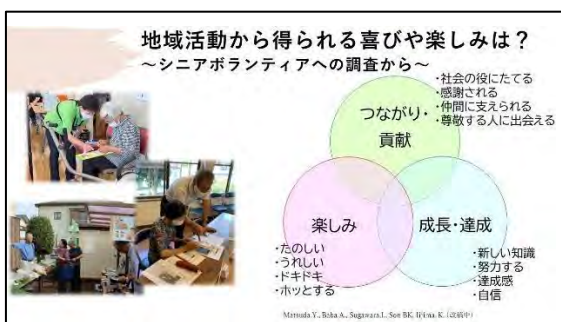 地域活動から得られる喜びや楽しみは？
～シニアボランティアへの調査から～
・社会の役にたてる
・感謝される
・仲間に支えられる
・尊敬する人に出会える
つながり・
貢献
楽しみ
・たのしい
・うれしい
・ドキドキ
・ホッとする
成長・達成
・新しい知識
・努力する
・達成感
・自信
Matsuda.Y., Baba.A., Sugawara.I., Son BK, Iijima. K. (改稿中)